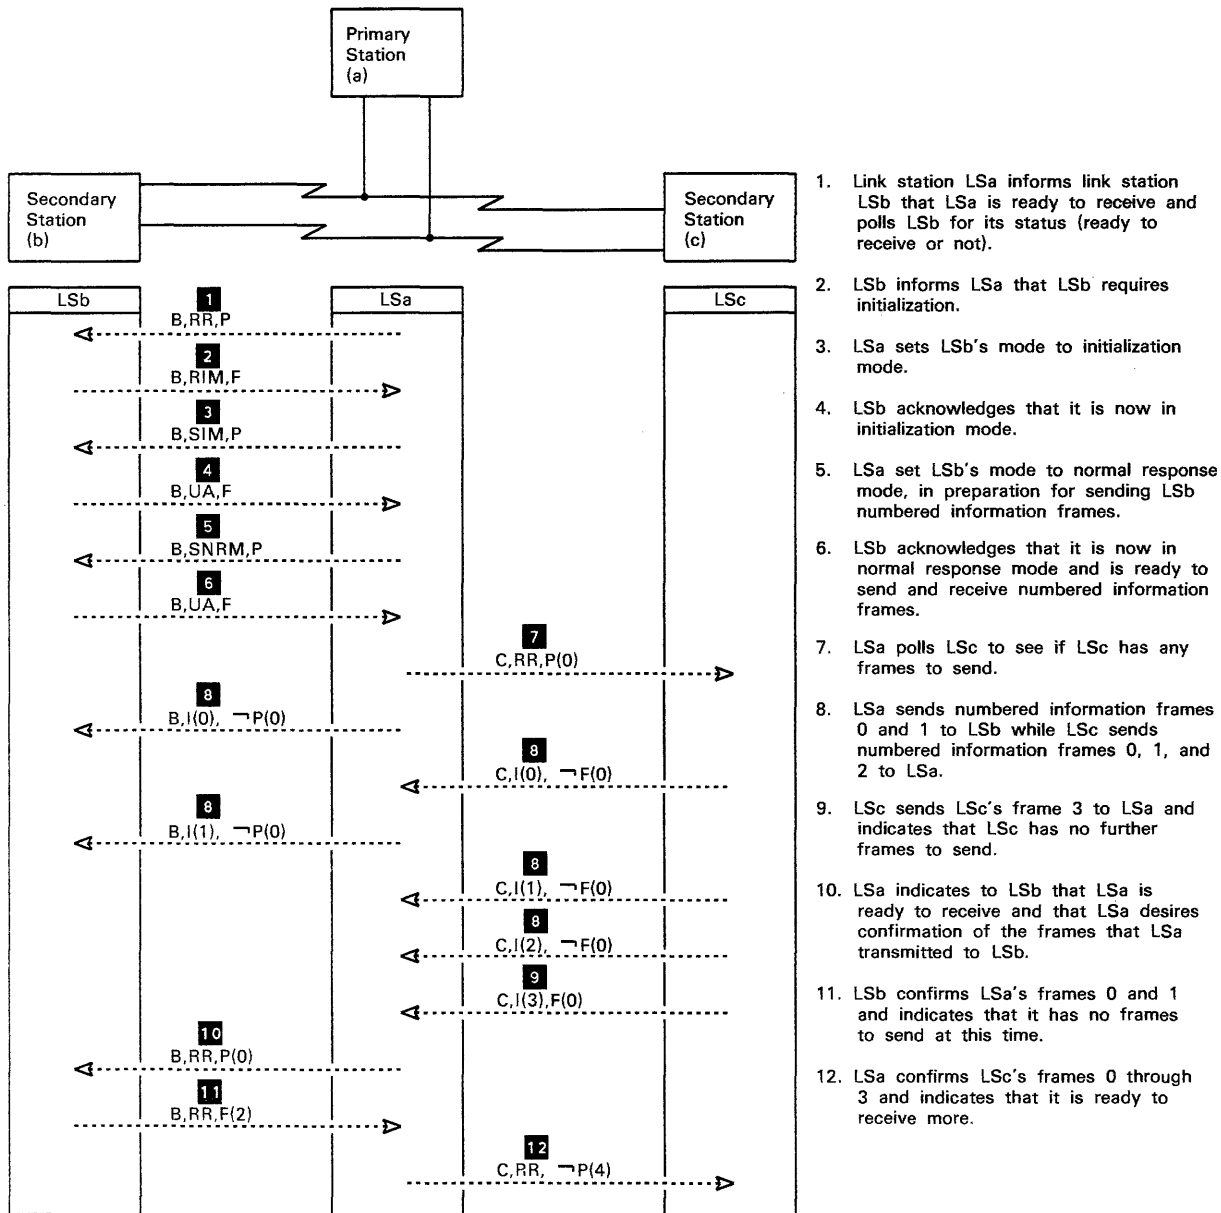 Primary
Station
(a)
Secondary
Station
(b)
Secondary
Station
(c)
LSb
LSa
LSc
1
B,RR,P
2
B,RIM,F
3
B,SIM,P
4
B,UA,F
5
B,SNRM,P
6
B,UA,F
7
C,RR,P(0)
8
B,I(0), ¬P(0)
8
C,I(0), ¬F(0)
8
B,I(1), ¬P(0)
8
C,I(1), ¬F(0)
8
C,I(2), ¬F(0)
9
C,I(3),F(0)
10
B,RR,P(0)
11
B,RR,F(2)
12
C,RR, ¬P(4)
1. Link station LSa informs link station
LSb that LSa is ready to receive and
polls LSb for its status (ready to
receive or not).
2. LSb informs LSa that LSb requires
initialization.
3. LSa sets LSb's mode to initialization
mode.
4. LSb acknowledges that it is now in
initialization mode.
5. LSa set LSb's mode to normal response
mode, in preparation for sending LSb
numbered information frames.
6. LSb acknowledges that it is now in
normal response mode and is ready to
send and receive numbered information
frames.
7. LSa polls LSc to see if LSc has any
frames to send.
8. LSa sends numbered information frames
0 and 1 to LSb while LSc sends
numbered information frames 0, 1, and
2 to LSa.
9. LSc sends LSc's frame 3 to LSa and
indicates that LSc has no further
frames to send.
10. LSa indicates to LSb that LSa is
ready to receive and that LSa desires
confirmation of the frames that LSa
transmitted to LSb.
11. LSb confirms LSa's frames 0 and 1
and indicates that it has no frames
to send at this time.
12. LSa confirms LSc's frames 0 through
3 and indicates that it is ready to
receive more.